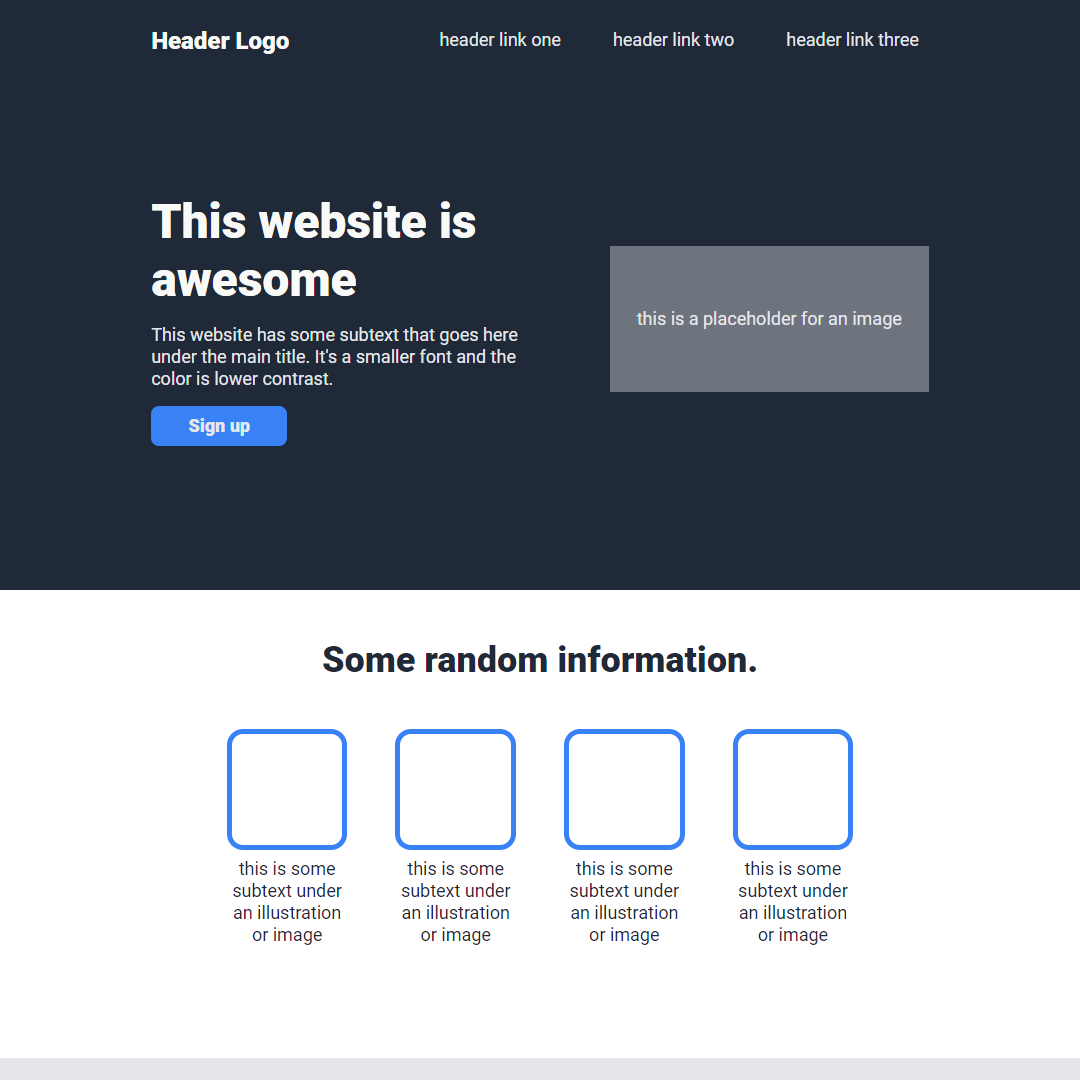 Header Logo
header link one
header link two
header link three
This website is
awesome
This website has some subtext that goes here
under the main title. It's a smaller font and the
color is lower contrast.
Sign up
this is a placeholder for an image
Some random information.
this is some
subtext under
an illustration
or image
this is some
subtext under
an illustration
or image
this is some
subtext under
an illustration
or image
this is some
subtext under
an illustration
or image